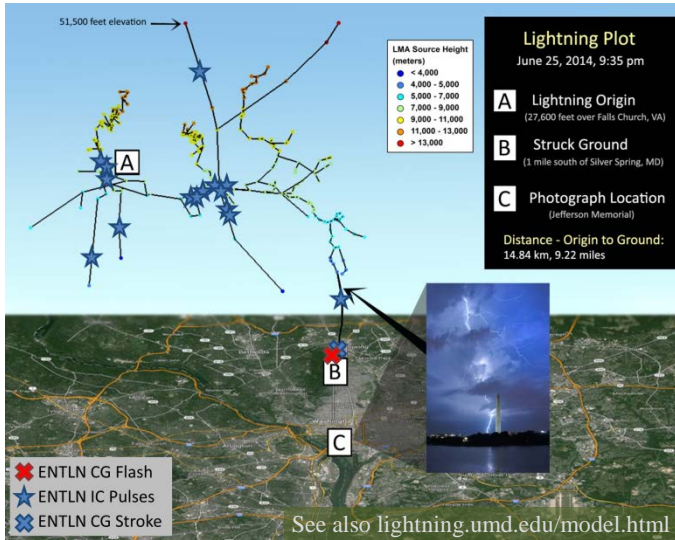 51,500 feet elevation
LMA Source Height
(meters)
< 4,000
4,000 - 5,000
5,000 - 7,000
7,000 - 9,000
9,000 - 11,000
11,000 - 13,000
> 13,000
Lightning Plot
June 25, 2014, 9:35 pm
A Lightning Origin
(27,600 feet over Falls Church, VA)
B Struck Ground
(1 mile south of Silver Spring, MD)
C Photograph Location
(Jefferson Memorial)
Distance - Origin to Ground:
14.84 km, 9.22 miles
A
B
C
ENTLN CG Flash
ENTLN IC Pulses
ENTLN CG Stroke
See also lightning.umd.edu/model.html